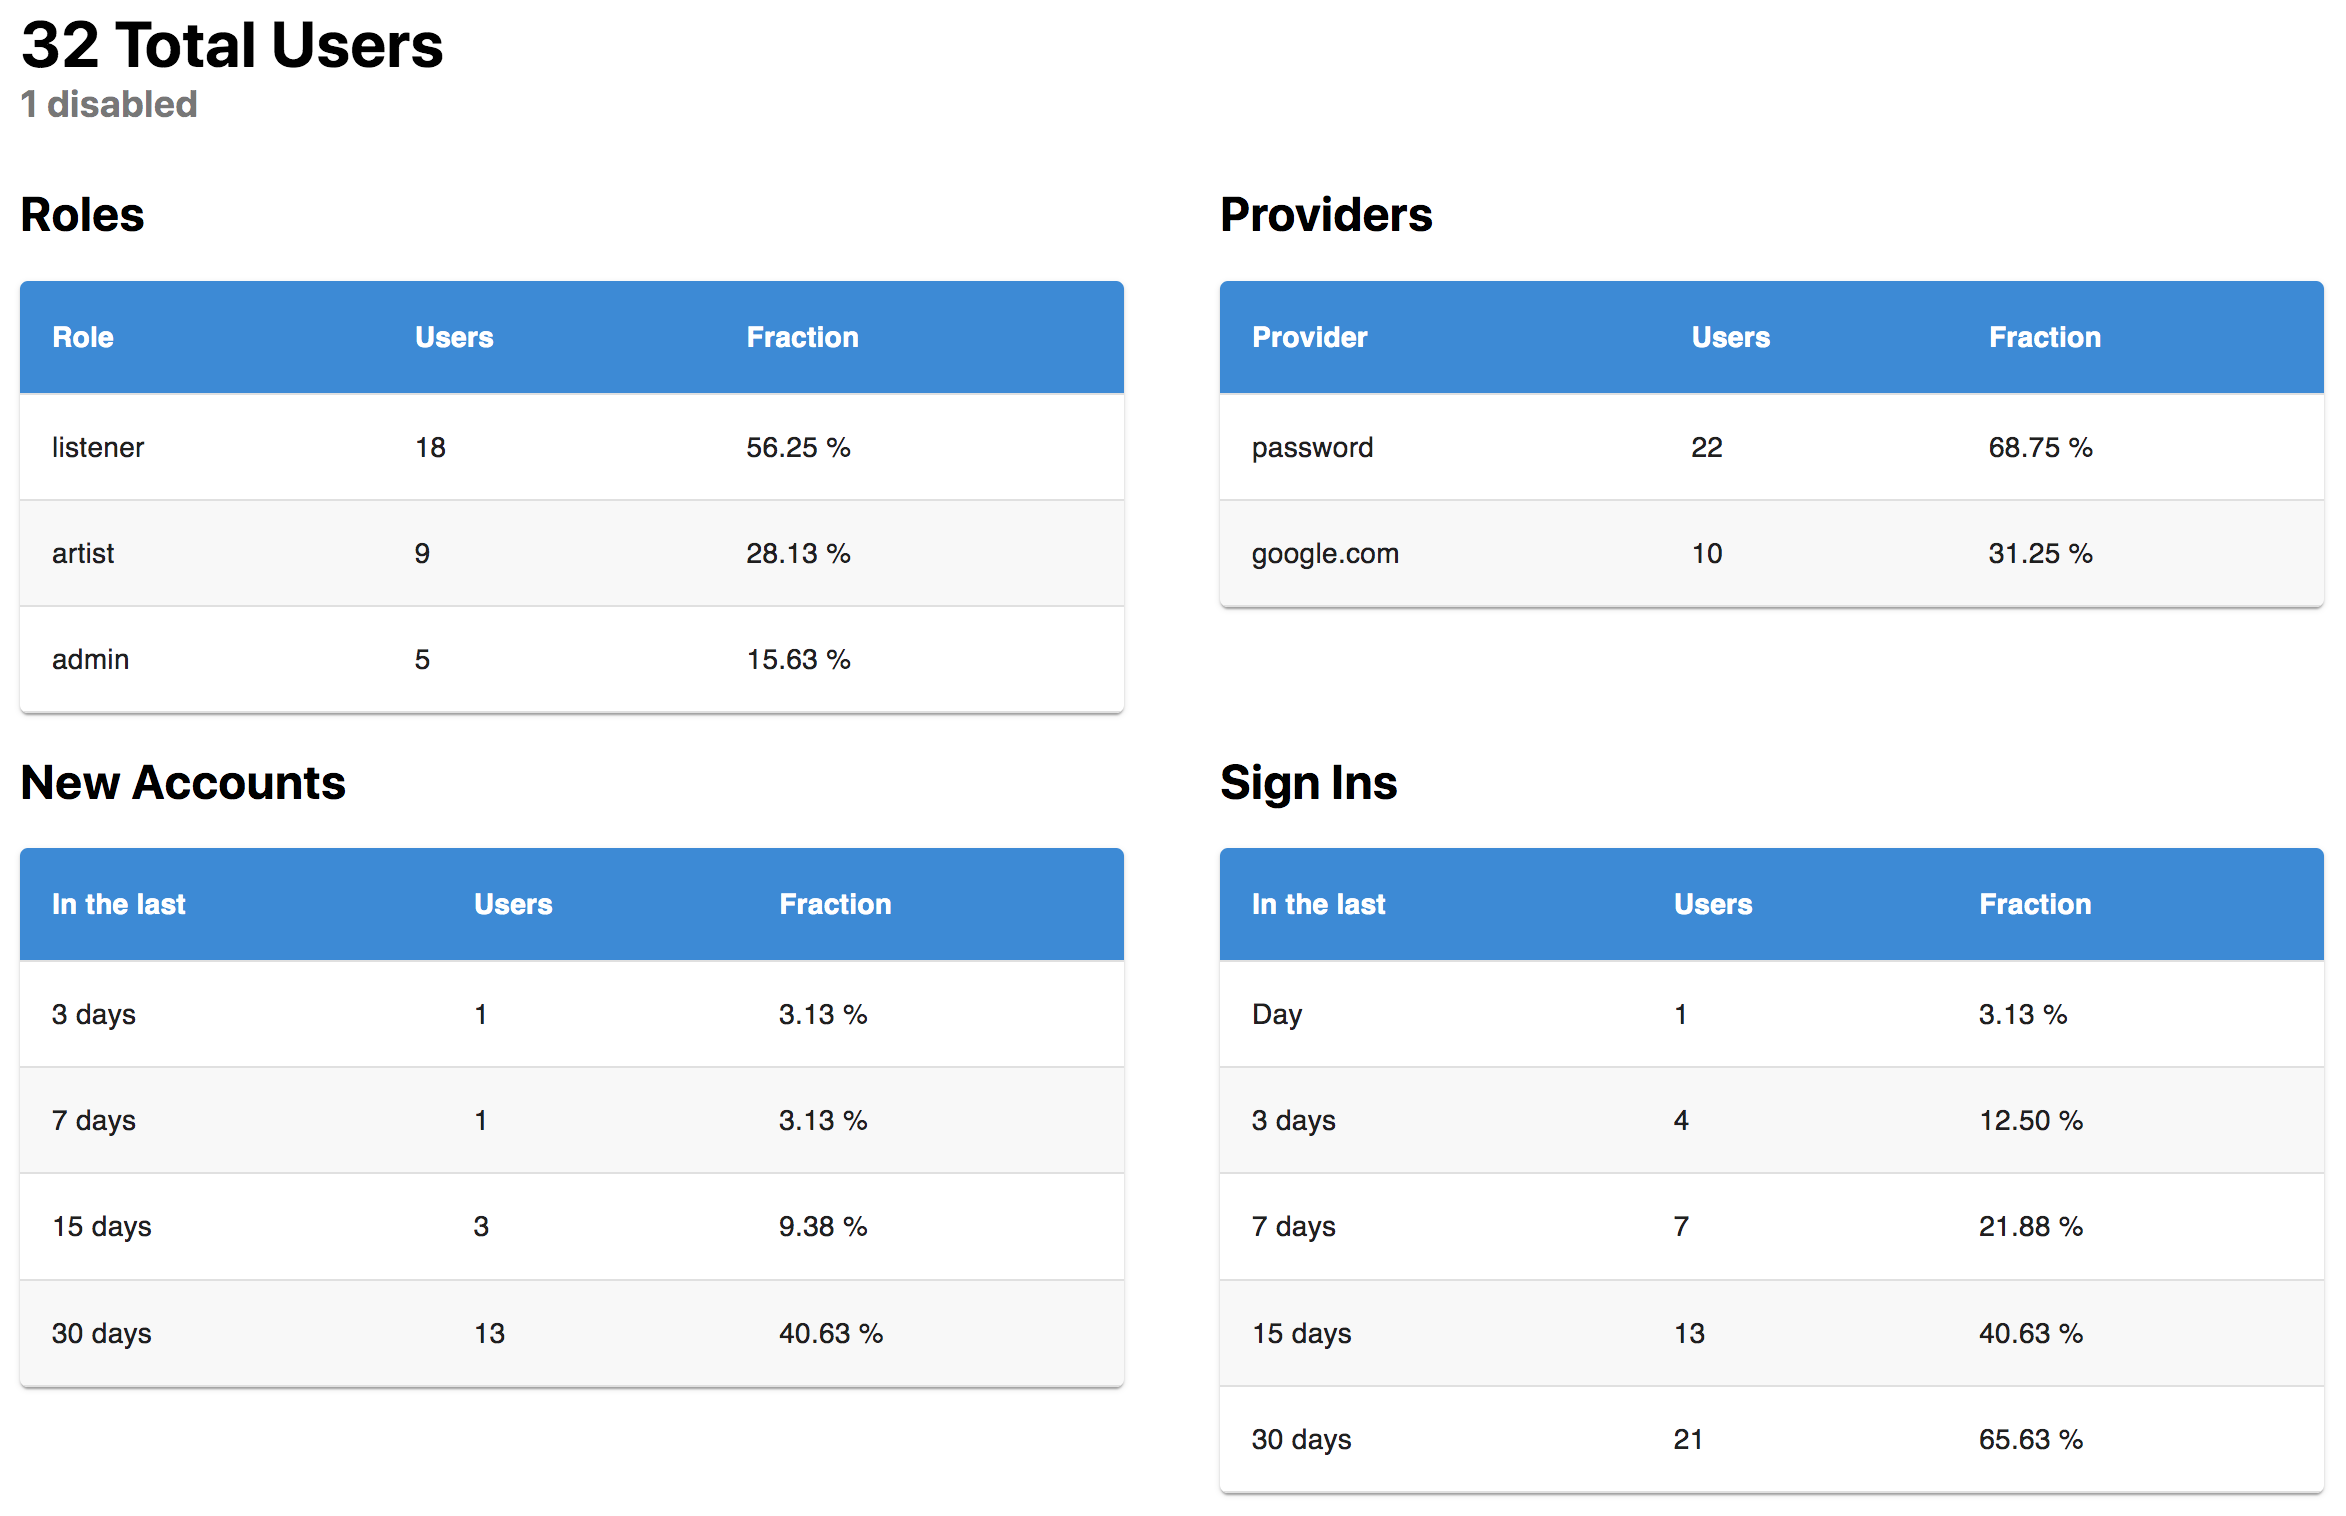 32 Total Users
1 disabled
Roles
Role Users Fraction
listener 18 56.25 %
artist 9 28.13 %
admin 5 15.63 %
Providers
Provider Users Fraction
password 22 68.75 %
google.com 10 31.25 %
New Accounts
In the last Users Fraction
3 days 1 3.13 %
7 days 1 3.13 %
15 days 3 9.38 %
30 days 13 40.63 %
Sign Ins
In the last Users Fraction
Day 1 3.13 %
3 days 4 12.50 %
7 days 7 21.88 %
15 days 13 40.63 %
30 days 21 65.63 %